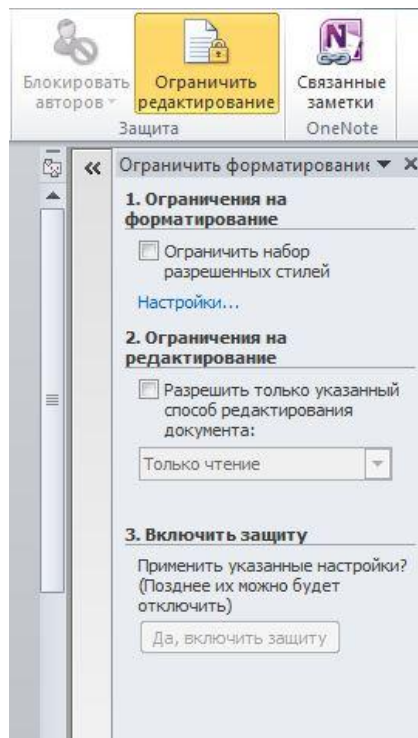 Блокировать
авторов
Ограничить
редактирование
Связанные
заметки
Защита
OneNote
Ограничить форматировани
1. Ограничения на
форматирование
Ограничить набор
разрешенных стилей
Настройки...
2. Ограничения на
редактирование
Разрешить только указанный
способ редактирования
документа:
Только чтение
3. Включить защиту
Применить указанные настройки?
(Позднее их можно будет
отключить)
Да, включить защиту